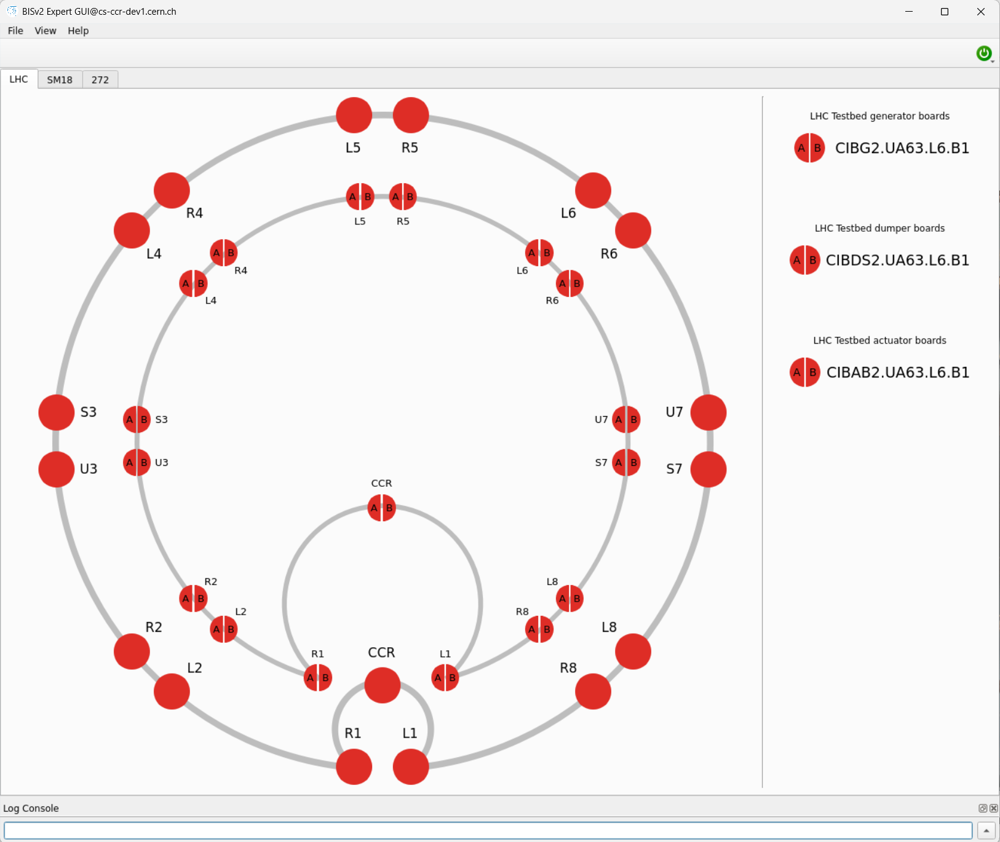 BISv2 Expert GUI@cs-ccr-dev1.cern.ch
File View Help
LHC SM18 272
L5 R5
LHC Testbed generator boards
A B CIBG2.UA63.L6.B1
R4
L6
A B A B
L5 R5
L4
R6
A B
R4
A B
L6
LHC Testbed dumper boards
A B CIBDS2.UA63.L6.B1
A B
L4
A B
R6
LHC Testbed actuator boards
A B CIBAB2.UA63.L6.B1
S3
A B S3
U7 A B
U7
U3
A B U3
S7 A B
S7
CCR
A B
R2
A B
L8
A B
L2
A B
R8
A B
R2
L8
L2
R8
R1
A B
CCR
L1
A B
R1 L1
Log Console